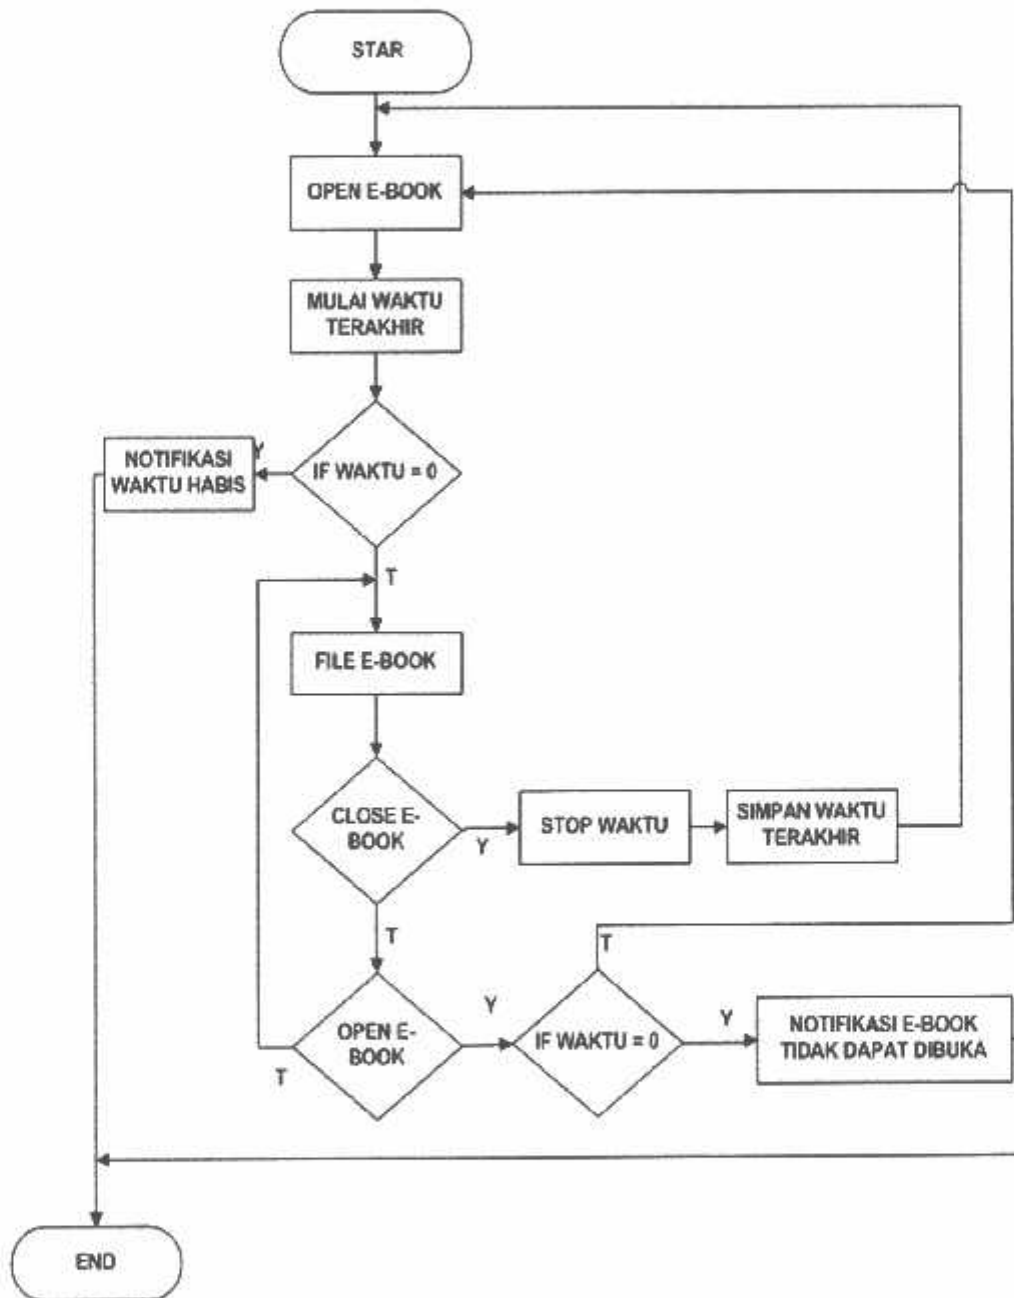 STAR
OPEN E-BOOK
MULAI WAKTU
TERAKHIR
IF WAKTU = 0
Y
NOTIFIKASI
WAKTU HABIS
T
FILE E-BOOK
CLOSE E-
BOOK
Y
STOP WAKTU
SIMPAN WAKTU
TERAKHIR
T
OPEN E-
BOOK
T
Y
IF WAKTU = 0
T
Y
NOTIFIKASI E-BOOK
TIDAK DAPAT DIBUKA
END